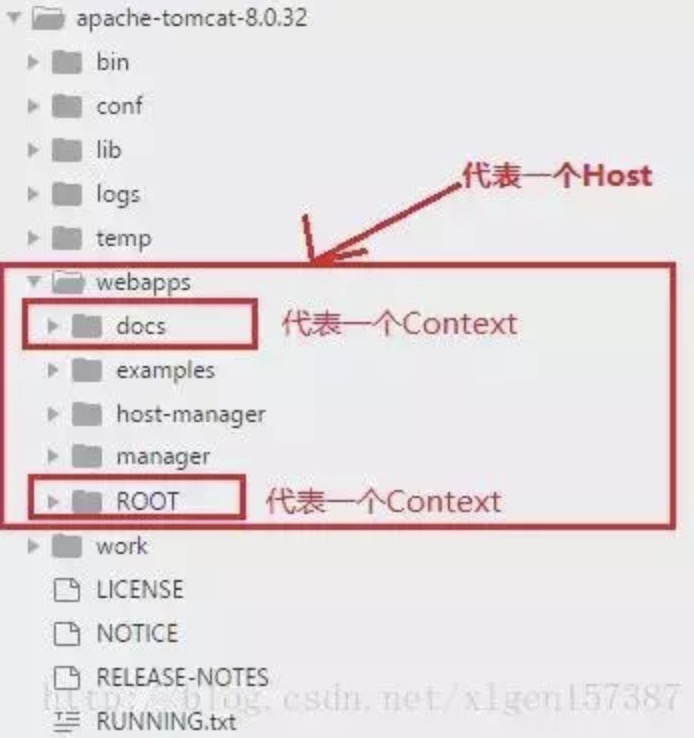 apache-tomcat-8.0.32
bin
conf
lib
logs
代表一个Host
temp
webapps
docs
代表一个Context
examples
host-manager
manager
ROOT
代表一个Context
work
LICENSE
NOTICE
RELEASE-NOTES
http://blog.csdn.net/xlgen157387
RUNNING.txt